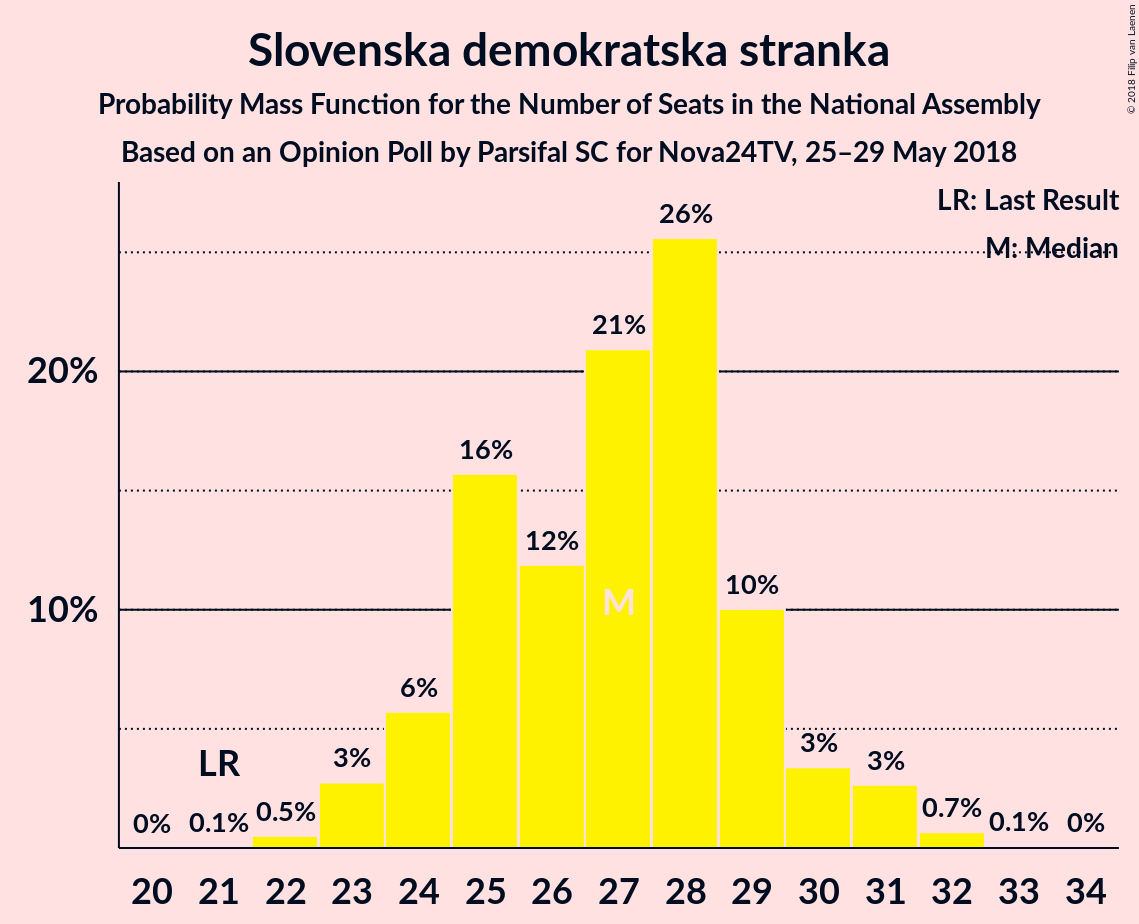 Slovenska demokratska stranka
Probability Mass Function for the Number of Seats in the National Assembly
Based on an Opinion Poll by Parsifal SC for Nova24TV, 25–29 May 2018
© 2018 Filip van Laenen
LR: Last Result
M: Median
26%
21%
20%
16%
12%
10%
M
10%
6%
LR
3%
3%
3%
0%
0.1%
0.5%
0.7%
0.1%
0%
20 21 22 23 24 25 26 27 28 29 30 31 32 33 34